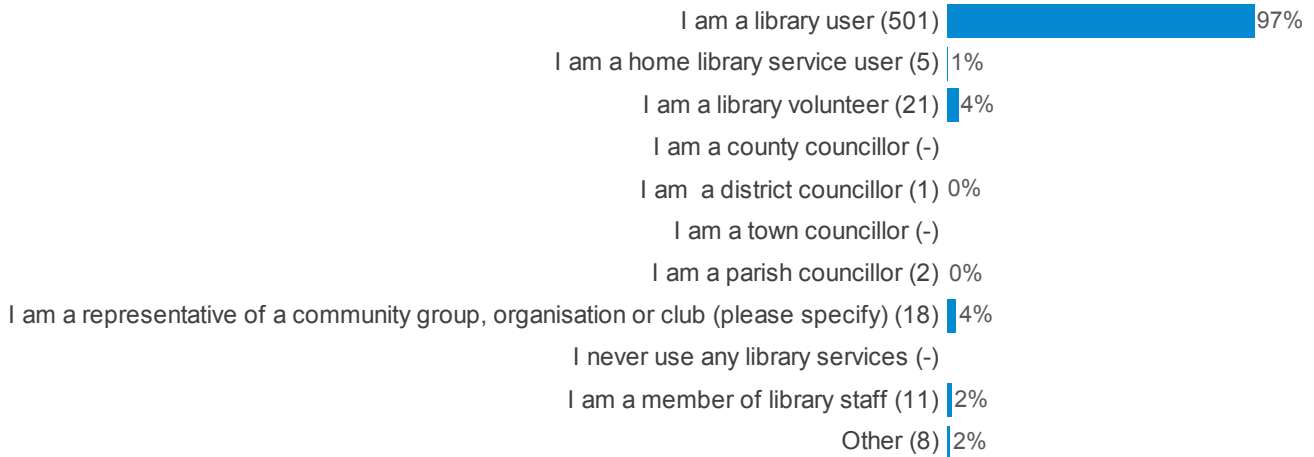 I am a library user (501) 97%
I am a home library service user (5) 1%
I am a library volunteer (21) 4%
I am a county councillor (-)
I am  a district councillor (1) 0%
I am a town councillor (-)
I am a parish councillor (2) 0%
I am a representative of a community group, organisation or club (please specify) (18) 4%
I never use any library services (-)
I am a member of library staff (11) 2%
Other (8) 2%